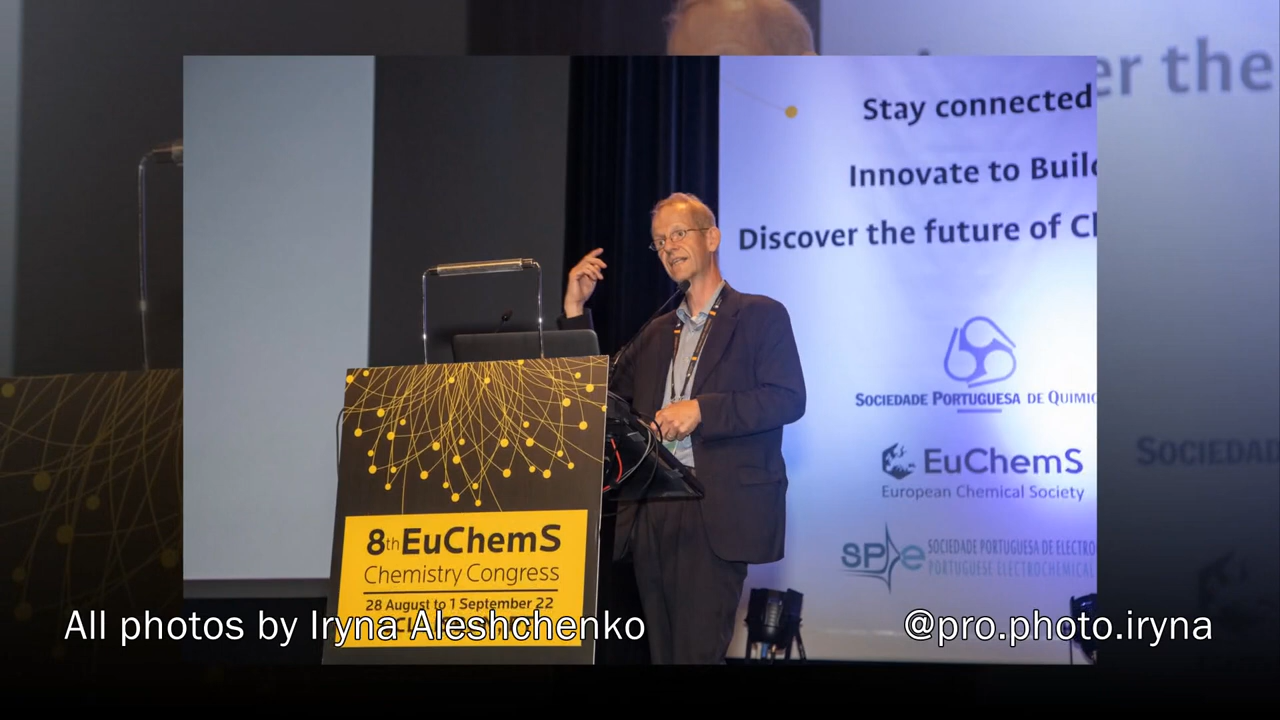 er the
Stay connected
Innovate to Buil
Discover the future of C
SOCIEDADE PORTUGUESA DE QUIMIC
SOCIEDAD
EuChemS
European Chemical Society
spe
SOCIEDADE PORTUGUESA DE ELECTRO
PORTUGUESE ELECTROCHEMICAL
8th EuChemS
Chemistry Congress
28 August to 1 September 22
All photos by Iryna Aleshchenko
@pro.photo.iryna